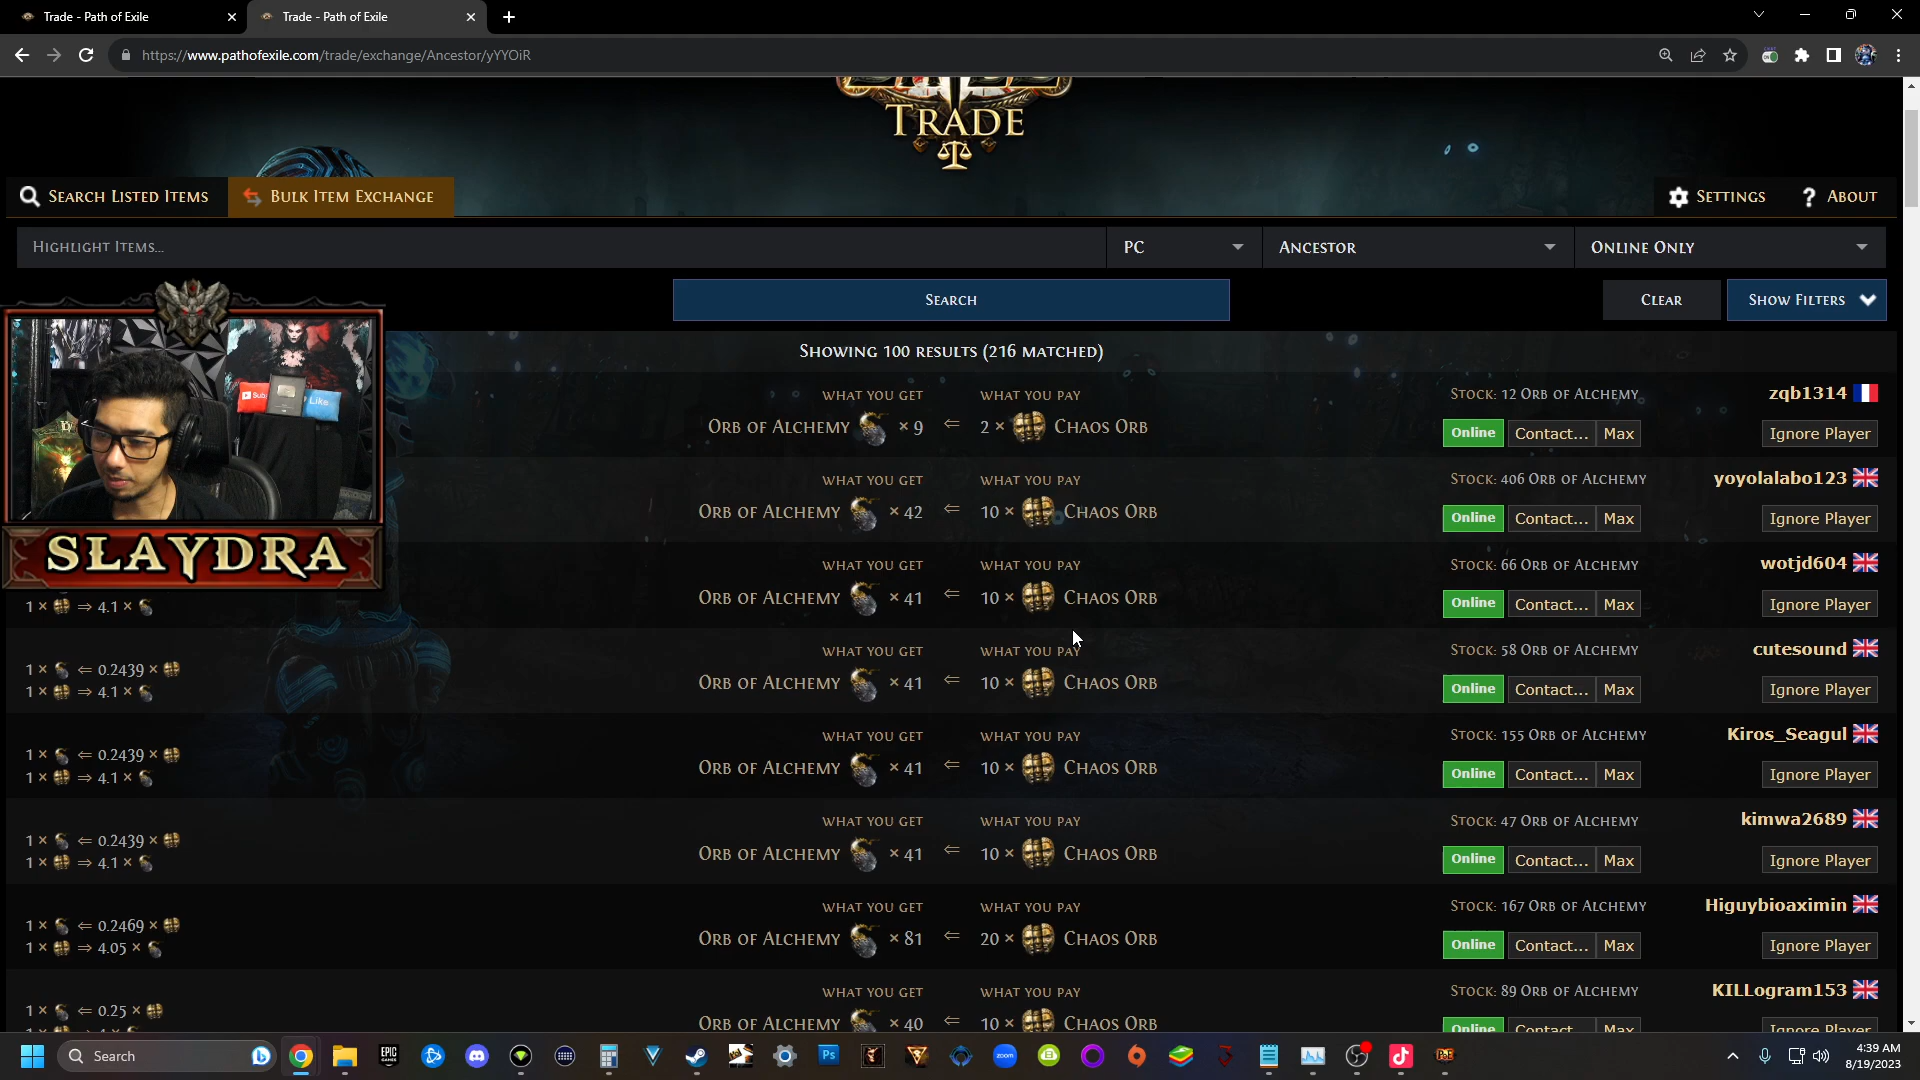 Trade - Path of Exile
Trade - Path of Exile
https://www.pathofexile.com/trade/exchange/Ancestor/yYYOiR
TRADE
SEARCH LISTED ITEMS
BULK ITEM EXCHANGE
SETTINGS
? ABOUT
HIGHLIGHT ITEMS...
PC
ANCESTOR
ONLINE ONLY
SEARCH
CLEAR
SHOW FILTERS
SHOWING 100 RESULTS (216 MATCHED)
WHAT YOU GET WHAT YOU PAY STOCK: 12 ORB OF ALCHEMY zqb1314
ORB OF ALCHEMY × 9 ⇐ 2 × CHAOS ORB Online Contact... Max Ignore Player
WHAT YOU GET WHAT YOU PAY STOCK: 406 ORB OF ALCHEMY yoyolalabo123
ORB OF ALCHEMY × 42 ⇐ 10 × CHAOS ORB Online Contact... Max Ignore Player
Sub
Like
SLAYDRA
WHAT YOU GET WHAT YOU PAY STOCK: 66 ORB OF ALCHEMY wotjd604
1 × ⇒ 4.1 × ORB OF ALCHEMY × 41 ⇐ 10 × CHAOS ORB Online Contact... Max Ignore Player
WHAT YOU GET WHAT YOU PAY STOCK: 58 ORB OF ALCHEMY cutesound
1 × ⇐ 0.2439 ×
1 × ⇒ 4.1 × ORB OF ALCHEMY × 41 ⇐ 10 × CHAOS ORB Online Contact... Max Ignore Player
WHAT YOU GET WHAT YOU PAY STOCK: 155 ORB OF ALCHEMY Kiros_Seagul
1 × ⇐ 0.2439 ×
1 × ⇒ 4.1 × ORB OF ALCHEMY × 41 ⇐ 10 × CHAOS ORB Online Contact... Max Ignore Player
WHAT YOU GET WHAT YOU PAY STOCK: 47 ORB OF ALCHEMY kimwa2689
1 × ⇐ 0.2439 ×
1 × ⇒ 4.1 × ORB OF ALCHEMY × 41 ⇐ 10 × CHAOS ORB Online Contact... Max Ignore Player
WHAT YOU GET WHAT YOU PAY STOCK: 167 ORB OF ALCHEMY Higuybioaximin
1 × ⇐ 0.2469 ×
1 × ⇒ 4.05 × ORB OF ALCHEMY × 81 ⇐ 20 × CHAOS ORB Online Contact... Max Ignore Player
WHAT YOU GET WHAT YOU PAY STOCK: 89 ORB OF ALCHEMY KILLogram153
1 × ⇐ 0.25 ×
ORB OF ALCHEMY × 40 ⇐ 10 × CHAOS ORB Online Contact... Max Ignore Player
Search
EPIC GAMES
Ps
zoom
4:39 AM
8/19/2023